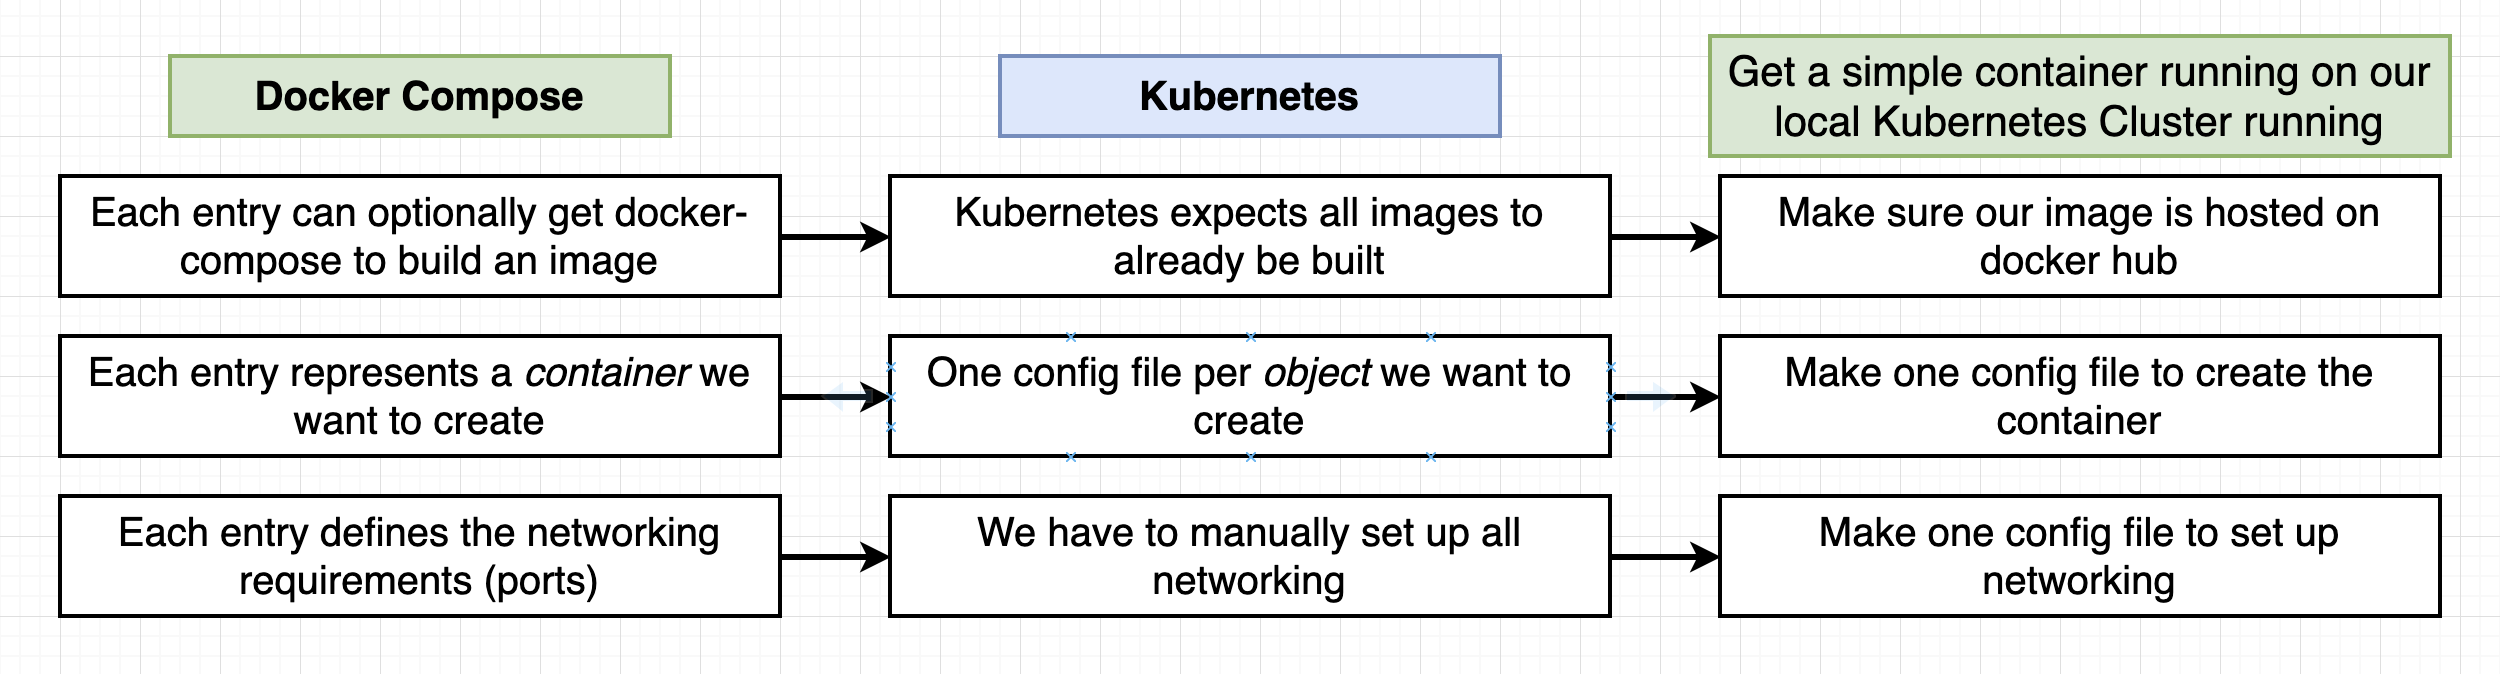 Docker Compose
Kubernetes
Get a simple container running on our
local Kubernetes Cluster running
Each entry can optionally get docker-
compose to build an image
Kubernetes expects all images to
already be built
Make sure our image is hosted on
docker hub
Each entry represents a container we
want to create
One config file per object we want to
create
Make one config file to create the
container
Each entry defines the networking
requirements (ports)
We have to manually set up all
networking
Make one config file to set up
networking